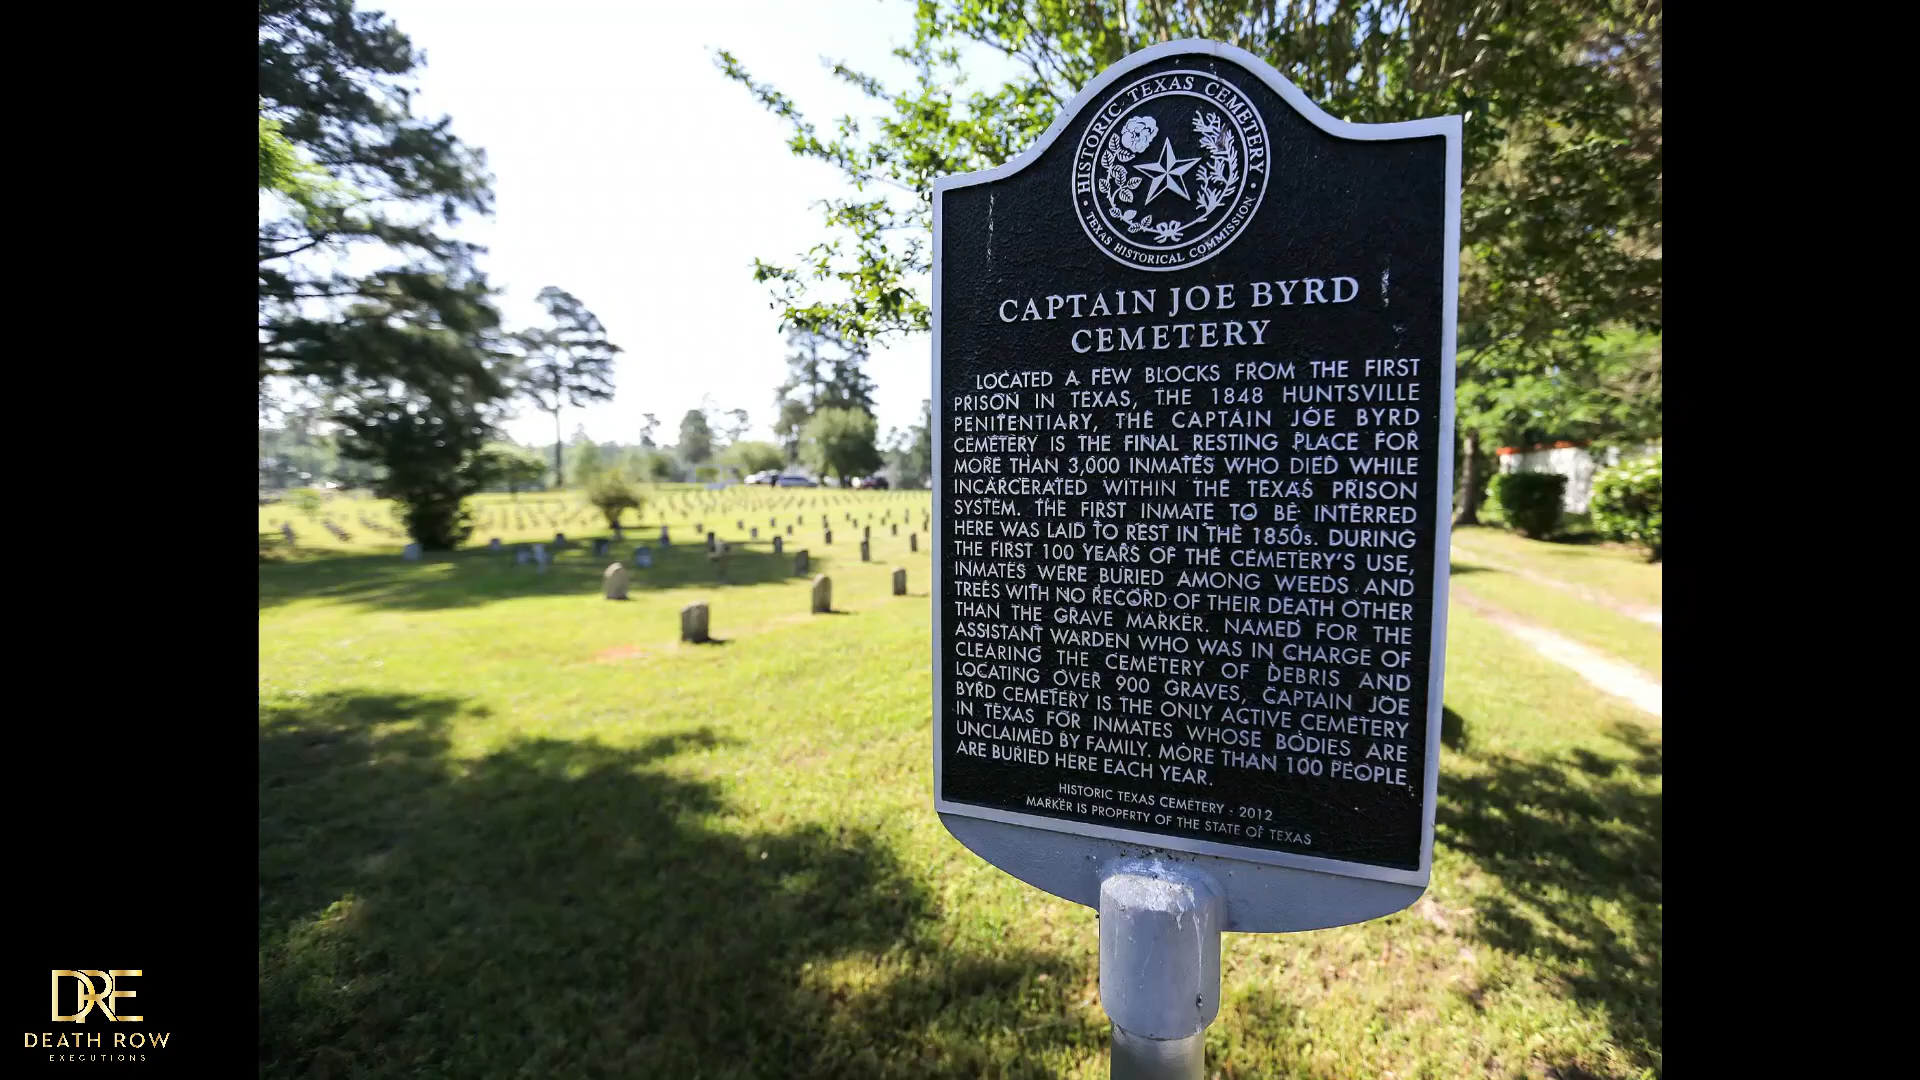 HISTORIC TEXAS CEMETERY
TEXAS HISTORICAL COMMISSION
CAPTAIN JOE BYRD
CEMETERY
LOCATED A FEW BLOCKS FROM THE FIRST
PRISON IN TEXAS, THE 1848 HUNTSVILLE
PENITENTIARY, THE CAPTAIN JOE BYRD
CEMETERY IS THE FINAL RESTING PLACE FOR
MORE THAN 3,000 INMATES WHO DIED WHILE
INCARCERATED WITHIN THE TEXAS PRISON
SYSTEM. THE FIRST INMATE TO BE INTERRED
HERE WAS LAID TO REST IN THE 1850s. DURING
THE FIRST 100 YEARS OF THE CEMETERY'S USE,
INMATES WERE BURIED AMONG WEEDS AND
TREES WITH NO RECORD OF THEIR DEATH OTHER
THAN THE GRAVE MARKER. NAMED FOR THE
ASSISTANT WARDEN WHO WAS IN CHARGE OF
CLEARING THE CEMETERY OF DEBRIS AND
LOCATING OVER 900 GRAVES, CAPTAIN JOE
BYRD CEMETERY IS THE ONLY ACTIVE CEMETERY
IN TEXAS FOR INMATES WHOSE BODIES ARE
UNCLAIMED BY FAMILY. MORE THAN 100 PEOPLE
ARE BURIED HERE EACH YEAR.
HISTORIC TEXAS CEMETERY - 2012
MARKER IS PROPERTY OF THE STATE OF TEXAS
DRE
DEATH ROW
EXECUTIONS